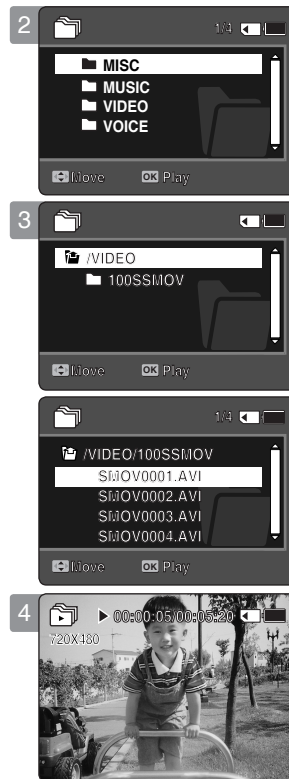 2
1/4
MISC
MUSIC
VIDEO
VOICE
Move OK Play
3
/VIDEO
100SSMOV
Move OK Play
1/4
/VIDEO/100SSMOV
SMOV0001.AVI
SMOV0002.AVI
SMOV0003.AVI
SMOV0004.AVI
Move OK Play
4
00:00:05/00:05:20
720X480